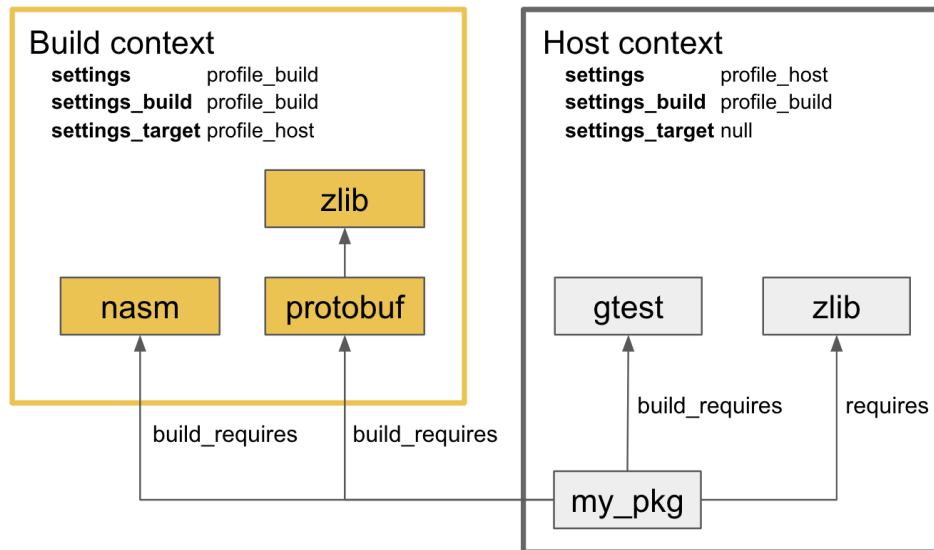 Build context
settings profile_build
settings_build profile_build
settings_target profile_host
zlib
nasm
protobuf
build_requires
build_requires
Host context
settings profile_host
settings_build profile_build
settings_target null
gtest
zlib
build_requires
requires
my_pkg